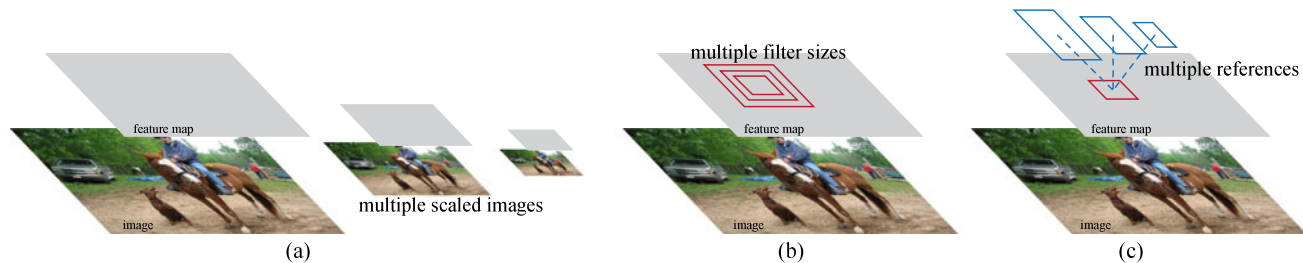 feature map
image
multiple scaled images
(a)
multiple filter sizes
feature map
image
(b)
multiple references
feature map
image
(c)